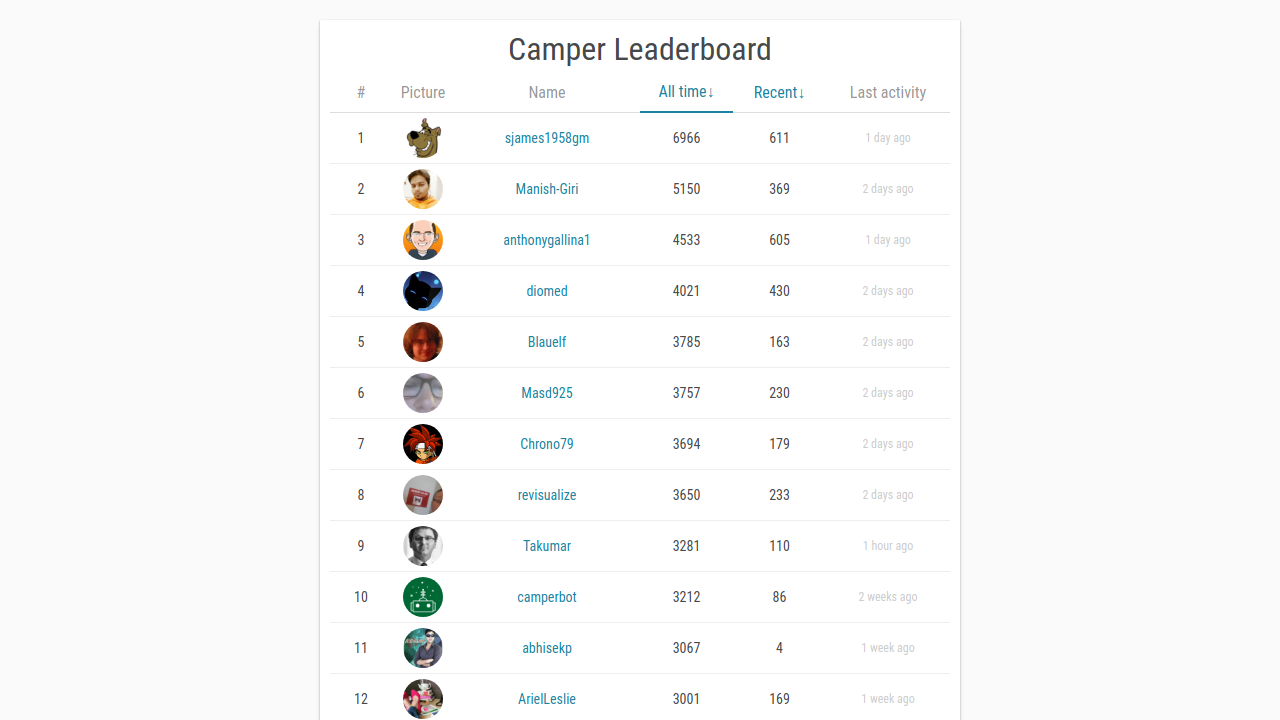 Camper Leaderboard
# Picture Name All time↓ Recent↓ Last activity
1 sjames1958gm 6966 611 1 day ago
2 Manish-Giri 5150 369 2 days ago
3 anthonygallina1 4533 605 1 day ago
4 diomed 4021 430 2 days ago
5 Blauelf 3785 163 2 days ago
6 Masd925 3757 230 2 days ago
7 Chrono79 3694 179 2 days ago
8 revisualize 3650 233 2 days ago
9 Takumar 3281 110 1 hour ago
10 camperbot 3212 86 2 weeks ago
11 abhisekp 3067 4 1 week ago
12 ArielLeslie 3001 169 1 week ago